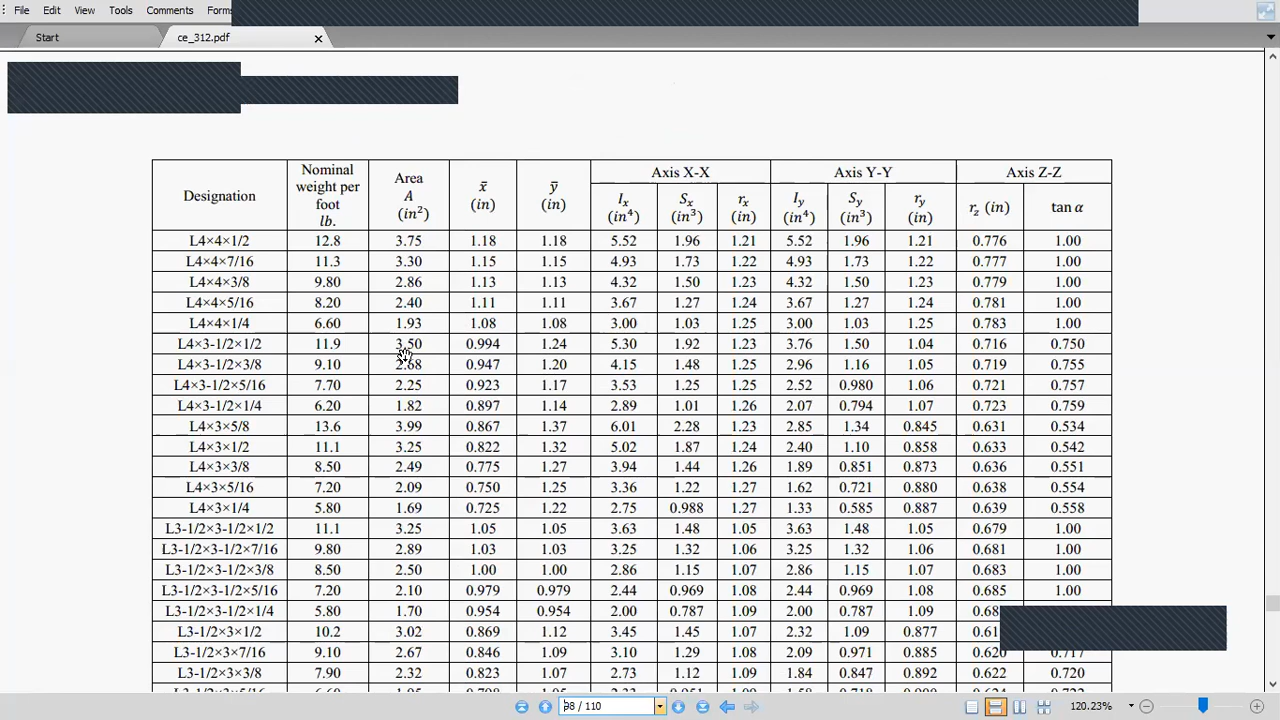 File Edit View Tools Comments Forms
Start ce_312.pdf
Designation Nominal weight per foot lb. Area A (in²) x̄ (in) ȳ (in) Axis X-X Axis Y-Y Axis Z-Z
Iₓ (in⁴) Sₓ (in³) rₓ (in) I_y (in⁴) S_y (in³) r_y (in) r_z (in) tan α
L4×4×1/2 12.8 3.75 1.18 1.18 5.52 1.96 1.21 5.52 1.96 1.21 0.776 1.00
L4×4×7/16 11.3 3.30 1.15 1.15 4.93 1.73 1.22 4.93 1.73 1.22 0.777 1.00
L4×4×3/8 9.80 2.86 1.13 1.13 4.32 1.50 1.23 4.32 1.50 1.23 0.779 1.00
L4×4×5/16 8.20 2.40 1.11 1.11 3.67 1.27 1.24 3.67 1.27 1.24 0.781 1.00
L4×4×1/4 6.60 1.93 1.08 1.08 3.00 1.03 1.25 3.00 1.03 1.25 0.783 1.00
L4×3-1/2×1/2 11.9 3.50 0.994 1.24 5.30 1.92 1.23 3.76 1.50 1.04 0.716 0.750
L4×3-1/2×3/8 9.10 2.68 0.947 1.20 4.15 1.48 1.25 2.96 1.16 1.05 0.719 0.755
L4×3-1/2×5/16 7.70 2.25 0.923 1.17 3.53 1.25 1.25 2.52 0.980 1.06 0.721 0.757
L4×3-1/2×1/4 6.20 1.82 0.897 1.14 2.89 1.01 1.26 2.07 0.794 1.07 0.723 0.759
L4×3×5/8 13.6 3.99 0.867 1.37 6.01 2.28 1.23 2.85 1.34 0.845 0.631 0.534
L4×3×1/2 11.1 3.25 0.822 1.32 5.02 1.87 1.24 2.40 1.10 0.858 0.633 0.542
L4×3×3/8 8.50 2.49 0.775 1.27 3.94 1.44 1.26 1.89 0.851 0.873 0.636 0.551
L4×3×5/16 7.20 2.09 0.750 1.25 3.36 1.22 1.27 1.62 0.721 0.880 0.638 0.554
L4×3×1/4 5.80 1.69 0.725 1.22 2.75 0.988 1.27 1.33 0.585 0.887 0.639 0.558
L3-1/2×3-1/2×1/2 11.1 3.25 1.05 1.05 3.63 1.48 1.05 3.63 1.48 1.05 0.679 1.00
L3-1/2×3-1/2×7/16 9.80 2.89 1.03 1.03 3.25 1.32 1.06 3.25 1.32 1.06 0.681 1.00
L3-1/2×3-1/2×3/8 8.50 2.50 1.00 1.00 2.86 1.15 1.07 2.86 1.15 1.07 0.683 1.00
L3-1/2×3-1/2×5/16 7.20 2.10 0.979 0.979 2.44 0.969 1.08 2.44 0.969 1.08 0.685 1.00
L3-1/2×3-1/2×1/4 5.80 1.70 0.954 0.954 2.00 0.787 1.09 2.00 0.787 1.09
L3-1/2×3×1/2 10.2 3.02 0.869 1.12 3.45 1.45 1.07 2.32 1.09 0.877
L3-1/2×3×7/16 9.10 2.67 0.846 1.09 3.10 1.29 1.08 2.09 0.971 0.885 0.620 0.717
L3-1/2×3×3/8 7.90 2.32 0.823 1.07 2.73 1.12 1.09 1.84 0.847 0.892 0.622 0.720
98 / 110 120.23%